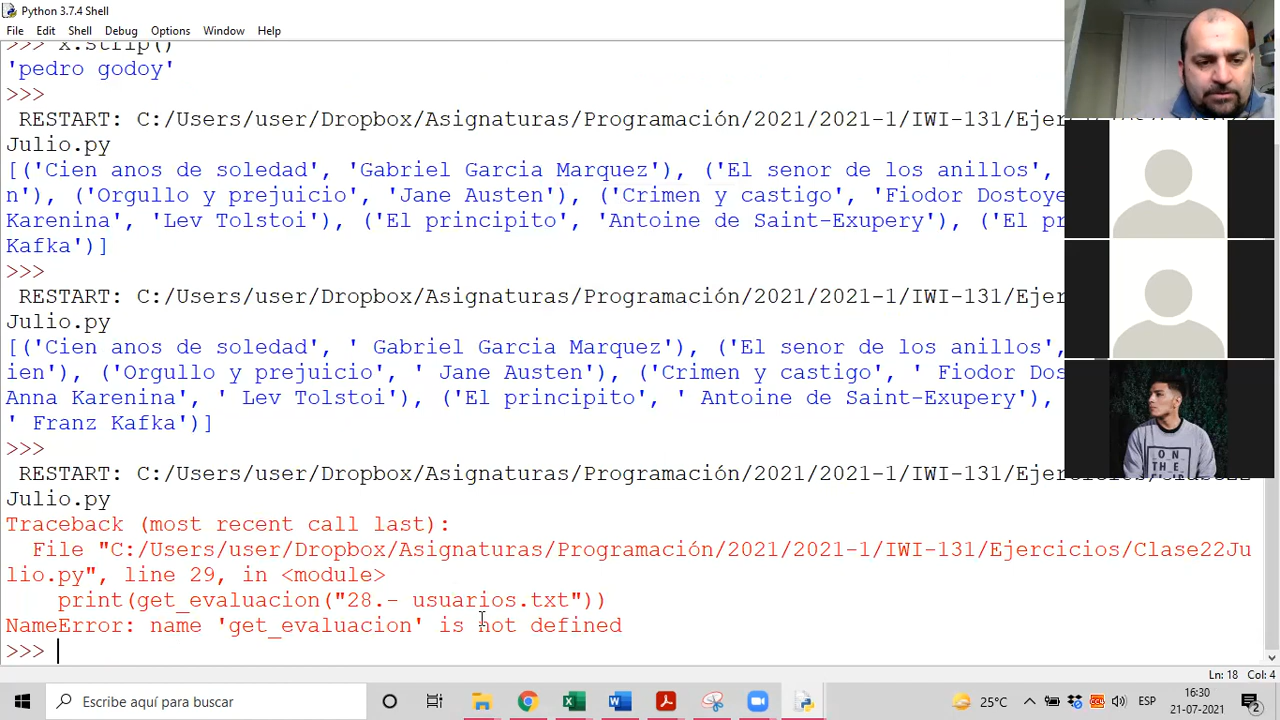 Python 3.7.4 Shell
File Edit Shell Debug Options Window Help
>>> x.strip()
'pedro godoy'
>>>
RESTART: C:/Users/user/Dropbox/Asignaturas/Programación/2021/2021-1/IWI-131/Ejer
Julio.py
[('Cien anos de soledad', 'Gabriel Garcia Marquez'), ('El senor de los anillos',
n'), ('Orgullo y prejuicio', 'Jane Austen'), ('Crimen y castigo', 'Fiodor Dostoye
Karenina', 'Lev Tolstoi'), ('El principito', 'Antoine de Saint-Exupery'), ('El pr
Kafka')]
>>>
RESTART: C:/Users/user/Dropbox/Asignaturas/Programación/2021/2021-1/IWI-131/Ejer
Julio.py
[('Cien anos de soledad', ' Gabriel Garcia Marquez'), ('El senor de los anillos',
ien'), ('Orgullo y prejuicio', ' Jane Austen'), ('Crimen y castigo', ' Fiodor Dos
Anna Karenina', ' Lev Tolstoi'), ('El principito', ' Antoine de Saint-Exupery'),
' Franz Kafka')]
>>>
RESTART: C:/Users/user/Dropbox/Asignaturas/Programación/2021/2021-1/IWI-131/
Julio.py
Traceback (most recent call last):
File "C:/Users/user/Dropbox/Asignaturas/Programación/2021/2021-1/IWI-131/Ejercicios/Clase22Ju
lio.py", line 29, in <module>
print(get_evaluacion("28.- usuarios.txt"))
NameError: name 'get_evaluacion' is not defined
>>>
ON
THE
Ln: 18 Col: 4
Escribe aquí para buscar
25°C
ESP
16:30
21-07-2021
2